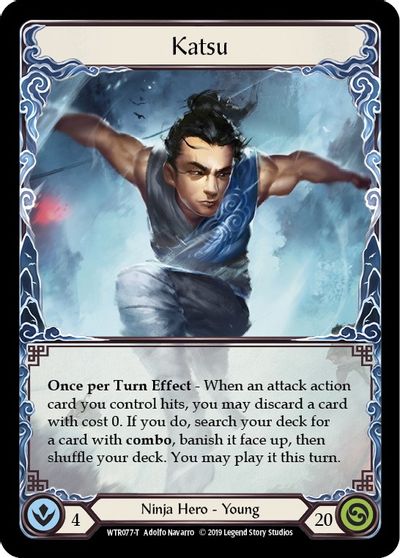 Katsu
Once per Turn Effect - When an attack action
card you control hits, you may discard a card
with cost 0. If you do, search your deck for
a card with combo, banish it face up, then
shuffle your deck. You may play it this turn.
4
Ninja Hero - Young
20
WTR077-T Adolfo Navarro © 2019 Legend Story Studios